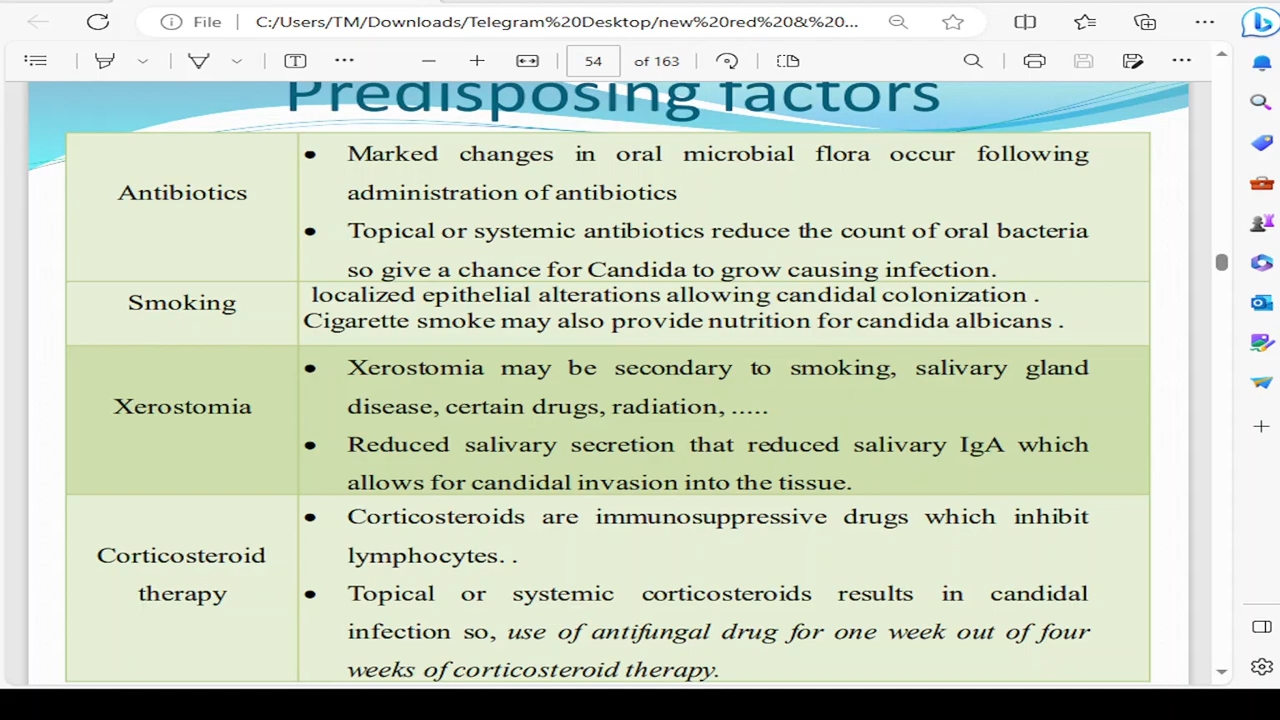 File
C:/Users/TM/Downloads/Telegram%20Desktop/new%20red%20&%20...
54 of 163
Predisposing factors
Antibiotics
• Marked changes in oral microbial flora occur following
administration of antibiotics
• Topical or systemic antibiotics reduce the count of oral bacteria
so give a chance for Candida to grow causing infection.
Smoking
localized epithelial alterations allowing candidal colonization .
Cigarette smoke may also provide nutrition for candida albicans .
Xerostomia
• Xerostomia may be secondary to smoking, salivary gland
disease, certain drugs, radiation, .....
• Reduced salivary secretion that reduced salivary IgA which
allows for candidal invasion into the tissue.
Corticosteroid
therapy
• Corticosteroids are immunosuppressive drugs which inhibit
lymphocytes. .
• Topical or systemic corticosteroids results in candidal
infection so, use of antifungal drug for one week out of four
weeks of corticosteroid therapy.